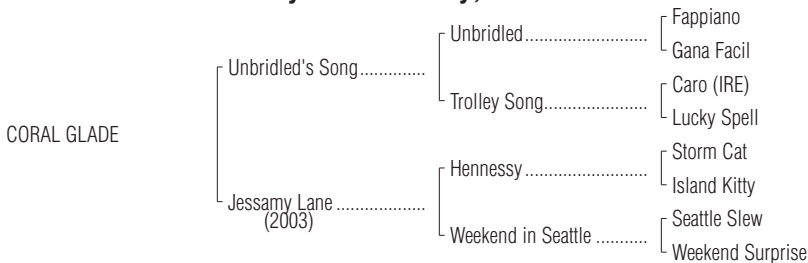 Fappiano
Unbridled.......................
Gana Facil
Unbridled's Song..............
Caro (IRE)
Trolley Song......................
Lucky Spell
CORAL GLADE
Storm Cat
Hennessy ........................
Island Kitty
Jessamy Lane ...................
(2003)
Seattle Slew
Weekend in Seattle ...........
Weekend Surprise